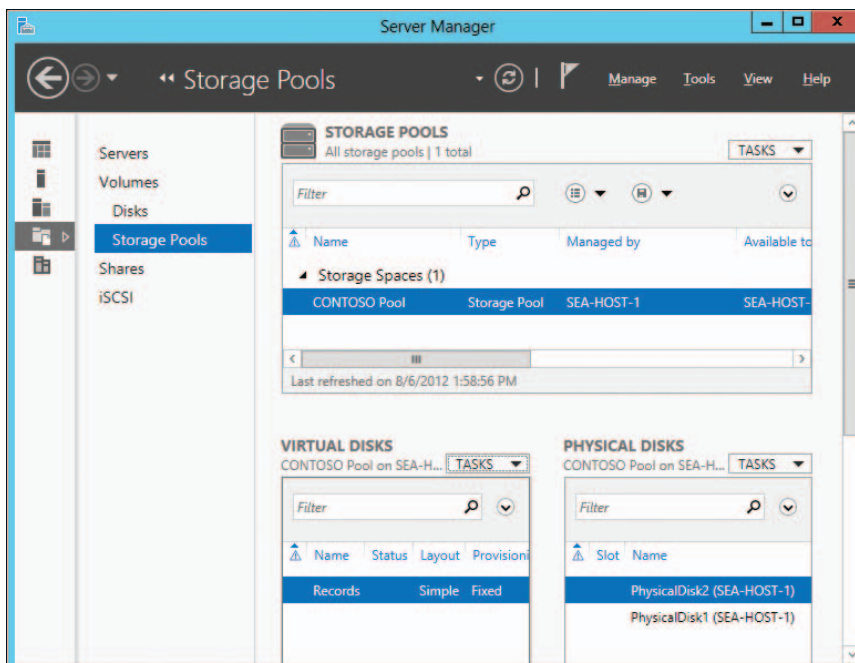 Server Manager
Storage Pools
Manage Tools View Help
Servers
Volumes
Disks
Storage Pools
Shares
iSCSI
STORAGE POOLS
All storage pools | 1 total
TASKS
Filter
Name Type Managed by Available to
Storage Spaces (1)
CONTOSO Pool Storage Pool SEA-HOST-1 SEA-HOST-
Last refreshed on 8/6/2012 1:58:56 PM
VIRTUAL DISKS
CONTOSO Pool on SEA-H... TASKS
Filter
Name Status Layout Provisioni
Records Simple Fixed
PHYSICAL DISKS
CONTOSO Pool on SEA-H... TASKS
Filter
Slot Name
PhysicalDisk2 (SEA-HOST-1)
PhysicalDisk1 (SEA-HOST-1)